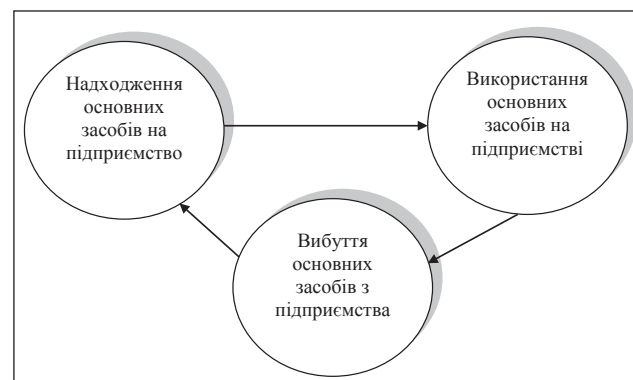 Надходження
основних
засобів на
підприємство
Використання
основних
засобів на
підприємстві
Вибуття
основних
засобів з
підприємства